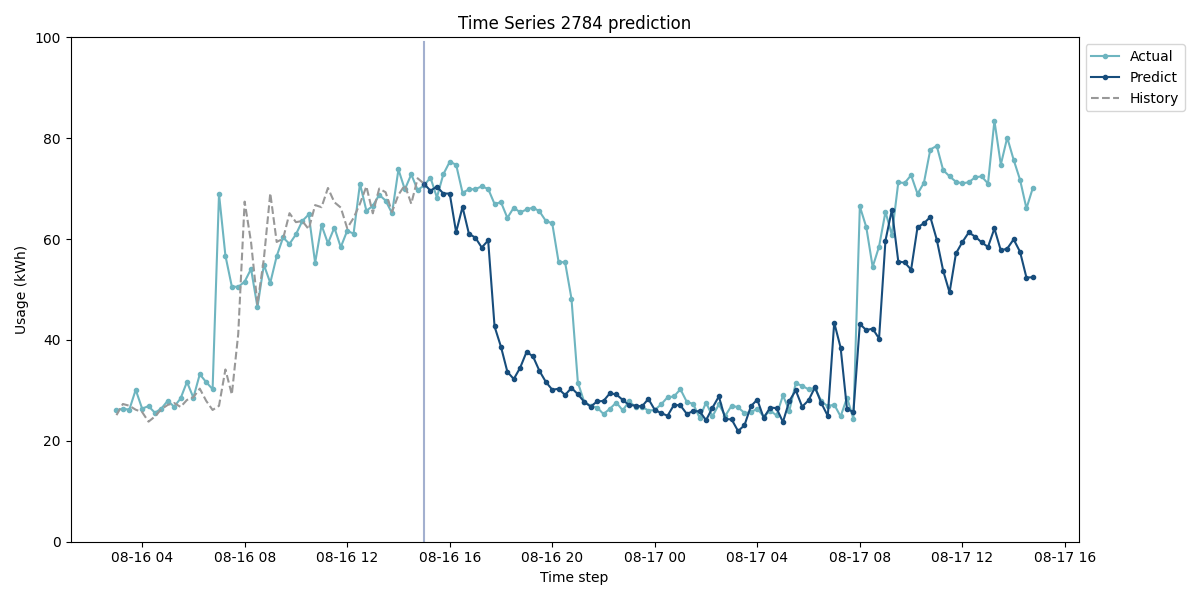 Time Series 2784 prediction
100
80
60
40
20
0
Usage (kWh)
08-16 04
08-16 08
08-16 12
08-16 16
08-16 20
08-17 00
08-17 04
08-17 08
08-17 12
08-17 16
Time step
Actual
Predict
History